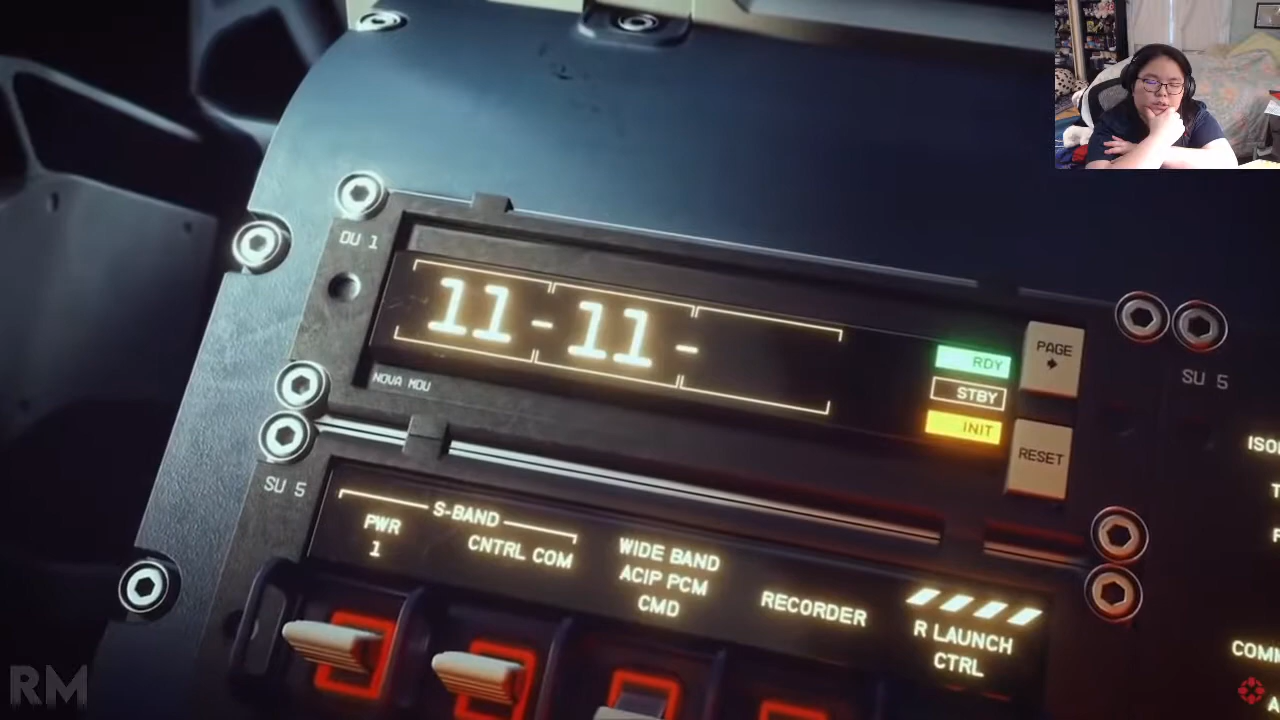 DU 1
11-11-
RDY
STBY
INIT
PAGE
RESET
NOVA MDU
SU 5
SU 5
S-BAND
PWR
1
CNTRL COM
WIDE BAND
ACIP PCM
CMD
RECORDER
R LAUNCH
CTRL
RM